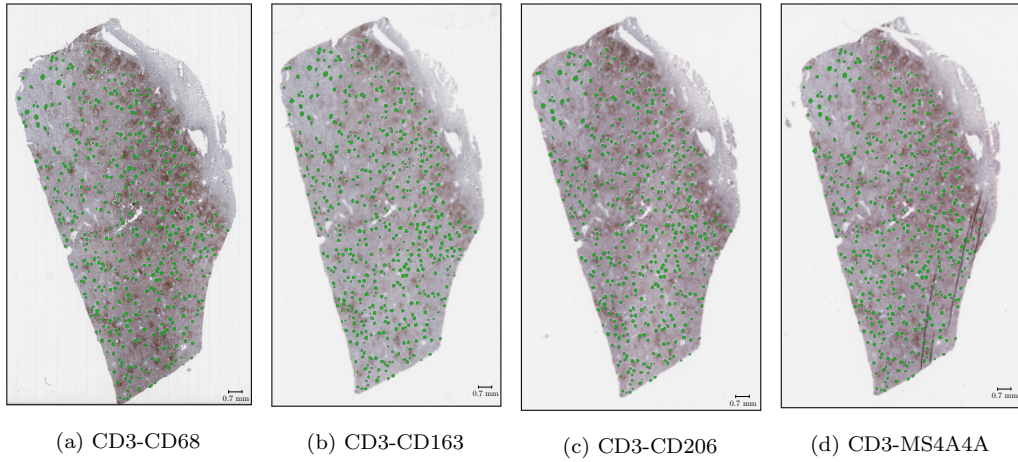 0.7 mm
0.7 mm
0.7 mm
0.7 mm
(a) CD3-CD68
(b) CD3-CD163
(c) CD3-CD206
(d) CD3-MS4A4A